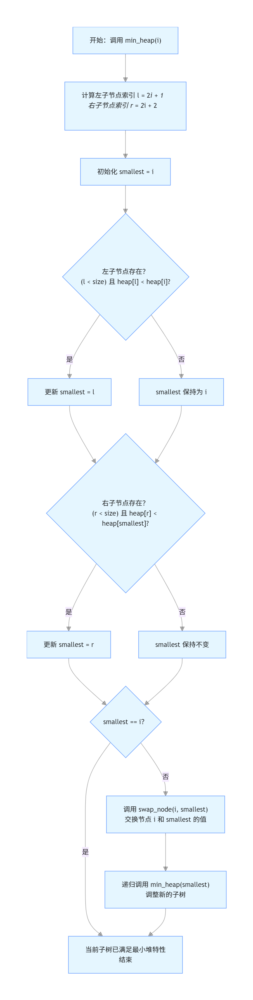 开始：调用 min_heap(i)
计算左子节点索引 l = 2i + 1
右子节点索引 r = 2i + 2
初始化 smallest = i
左子节点存在？
(l < size) 且 heap[l] < heap[i]?
是
否
更新 smallest = l
smallest 保持为 i
右子节点存在？
(r < size) 且 heap[r] <
heap[smallest]?
是
否
更新 smallest = r
smallest 保持不变
smallest == i？
否
调用 swap_node(i, smallest)
交换节点 i 和 smallest 的值
是
递归调用 min_heap(smallest)
调整新的子树
当前子树已满足最小堆特性
结束